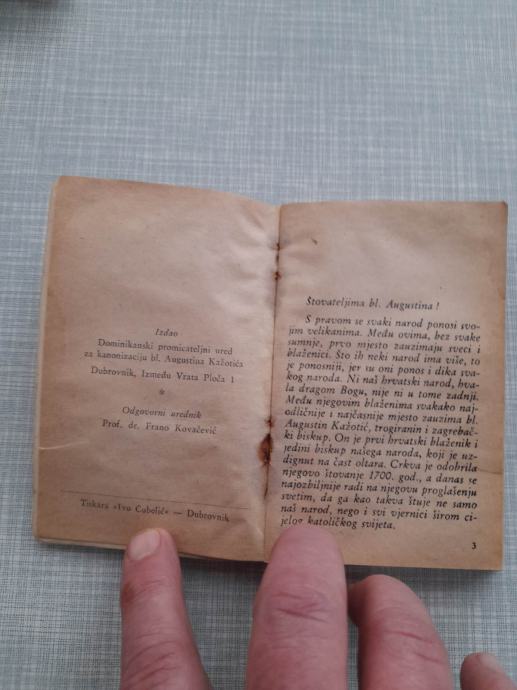 Izdao
Dominikanski promicateljni ured
za kanonizaciju bl. Augustina Kažotića
Dubrovnik, Između Vrata Ploča 1
*
Odgovorni urednik
Prof. dr. Frano Kovačević
Tiskara »Ivo Čubelić« — Dubrovnik
Štovateljima bl. Augustina!
S pravom se svaki narod ponosi svo-
jim velikanima. Među ovima, bez svake
sumnje, prvo mjesto zauzimaju sveci i
blaženici. Što ih neki narod ima više, to
je ponosniji, jer su oni ponos i dika sva-
kog naroda. Ni naš hrvatski narod, hva-
la dragom Bogu, nije ni u tome zadnji.
Među njegovim blaženima svakako naj-
odličnije i najčasnije mjesto zauzima bl.
Augustin Kažotić, trogiranin i zagrebač-
ki biskup. On je prvi hrvatski blaženik i
jedini biskup našega naroda, koji je uz-
dignut na čast oltara. Crkva je odobrila
njegovo štovanje 1700. god., a danas se
najozbiljnije radi na njegovu proglašenju
svetim, da ga kao takva štuje ne samo
naš narod, nego i svi vjernici širom ci-
jelog katoličkog svijeta.
3